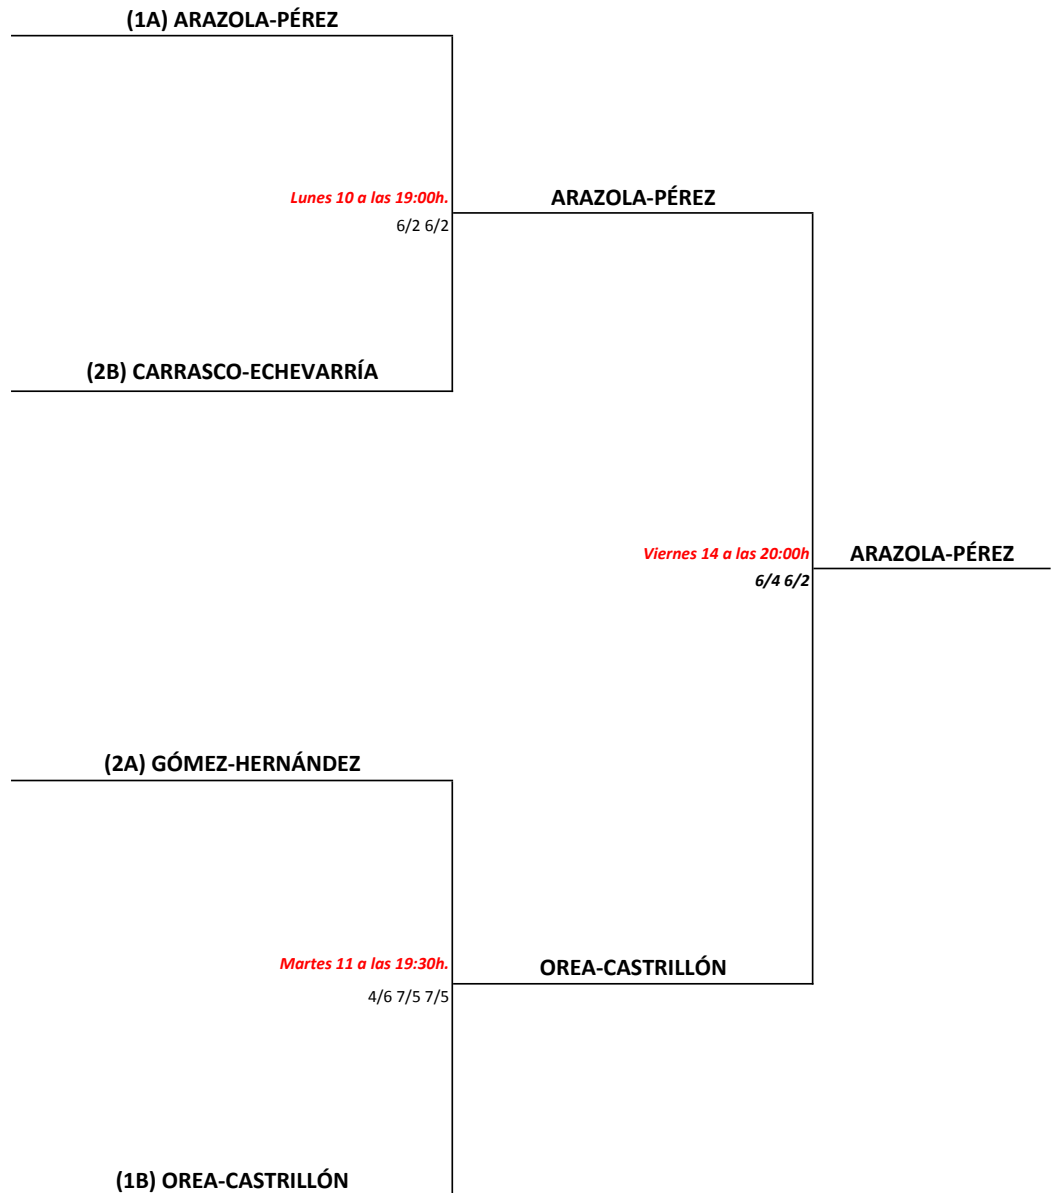 (1A) ARAZOLA-PÉREZ
Lunes 10 a las 19:00h.
ARAZOLA-PÉREZ
6/2 6/2
(2B) CARRASCO-ECHEVARRÍA
Viernes 14 a las 20:00h
ARAZOLA-PÉREZ
6/4 6/2
(2A) GÓMEZ-HERNÁNDEZ
Martes 11 a las 19:30h.
OREA-CASTRILLÓN
4/6 7/5 7/5
(1B) OREA-CASTRILLÓN